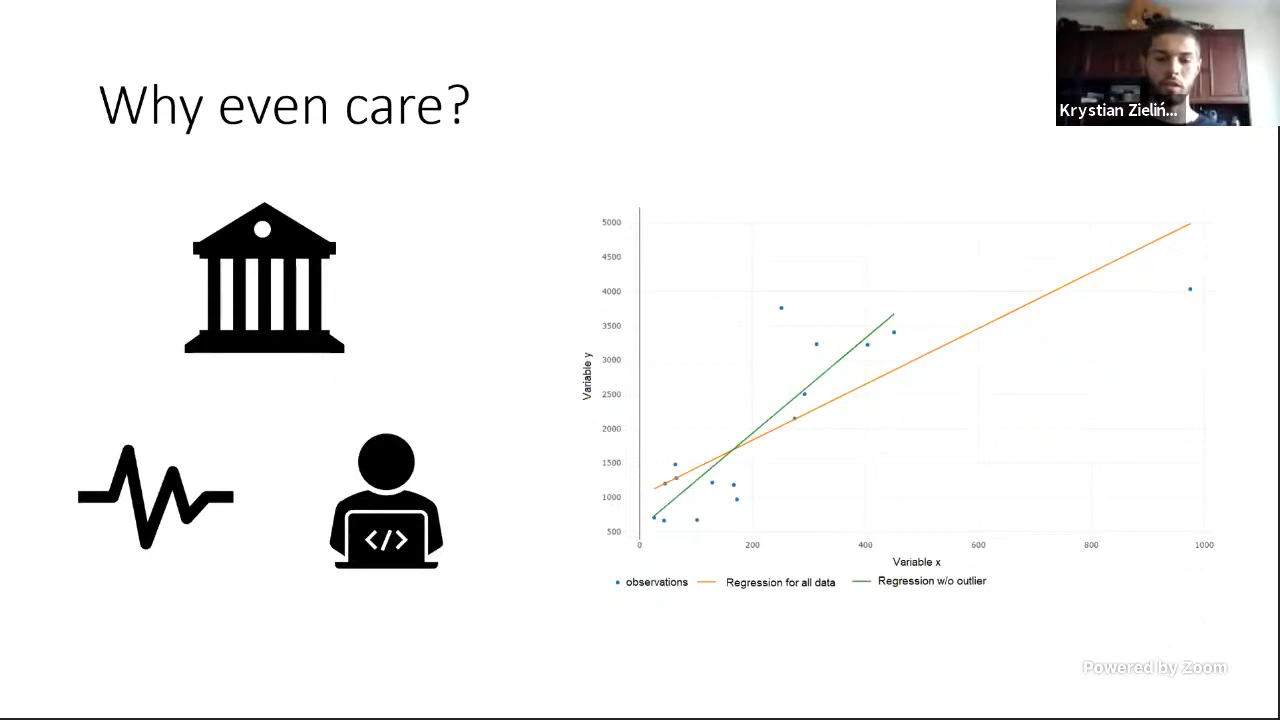 Why even care?
Krystian Zieliń...
5000
4500
4000
3500
3000
2500
2000
1500
1000
500
Variable y
0 200 400 600 800 1000
Variable x
observations Regression for all data Regression w/o outlier
</>
Powered by Zoom